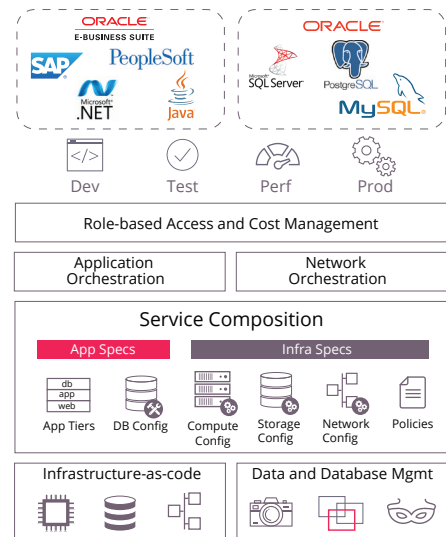 ORACLE
E-BUSINESS SUITE
SAP
PeopleSoft
Microsoft
.NET
Java
ORACLE
Microsoft
SQL Server
PostgreSQL
MySQL
</>
Dev
Test
Perf
Prod
Role-based Access and Cost Management
Application
Orchestration
Network
Orchestration
Service Composition
App Specs
Infra Specs
db
app
web
App Tiers
DB Config
Compute
Config
Storage
Config
Network
Config
Policies
Infrastructure-as-code
Data and Database Mgmt